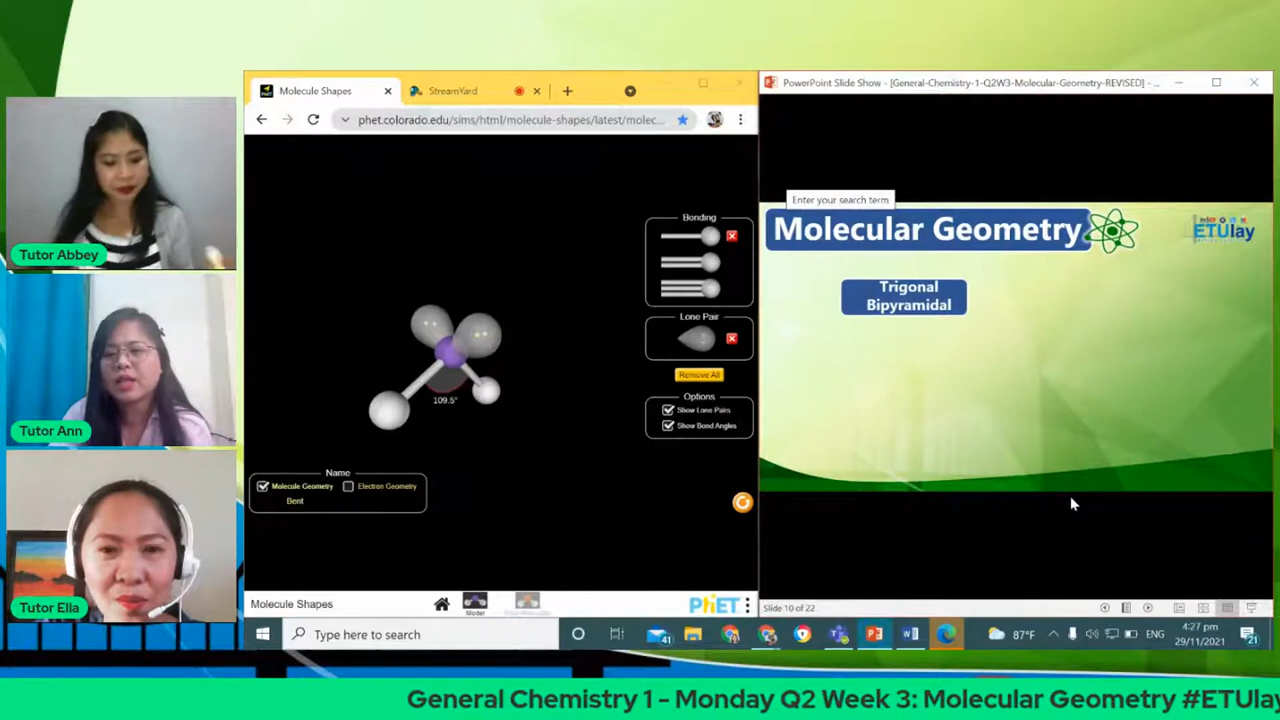 Tutor Abbey
Tutor Ann
Tutor Ella
Molecule Shapes
StreamYard
phet.colorado.edu/sims/html/molecule-shapes/latest/molec...
Bonding
Lone Pair
Remove All
Options
Show Lone Pairs
Show Bond Angles
109.5°
Name
Molecule Geometry
Electron Geometry
Bent
Molecule Shapes
Model
PhET
PowerPoint Slide Show - [General-Chemistry-1-Q2W3-Molecular-Geometry-REVISED] - ...
Enter your search term
Molecular Geometry
ETUlay
Trigonal
Bipyramidal
Slide 10 of 22
Type here to search
41
87°F
ENG
4:27 pm
29/11/2021
21
General Chemistry 1 - Monday Q2 Week 3: Molecular Geometry #ETUlay